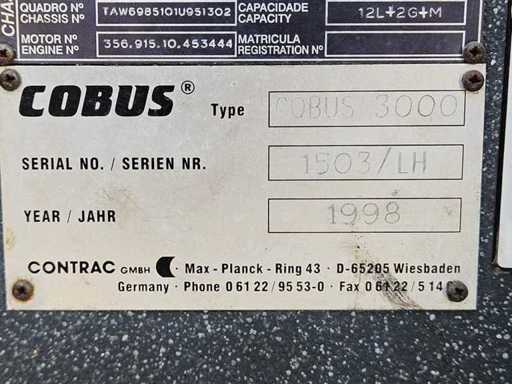 CHAS
QUADRO Nº
CHASSIS Nº
TAW6985101U951302
CAPACIDADE
CAPACITY
12L+2G+M
MOTOR Nº
ENGINE Nº
356.915.10.453444
MATRICULA
REGISTRATION Nº
COBUS® Type COBUS 3000
SERIAL NO. / SERIEN NR. 1503/LH
YEAR / JAHR 1998
CONTRAC GMBH · Max - Planck - Ring 43 · D-65205 Wiesbaden
Germany · Phone 0 61 22 / 95 53-0 · Fax 0 61 22 / 5 14